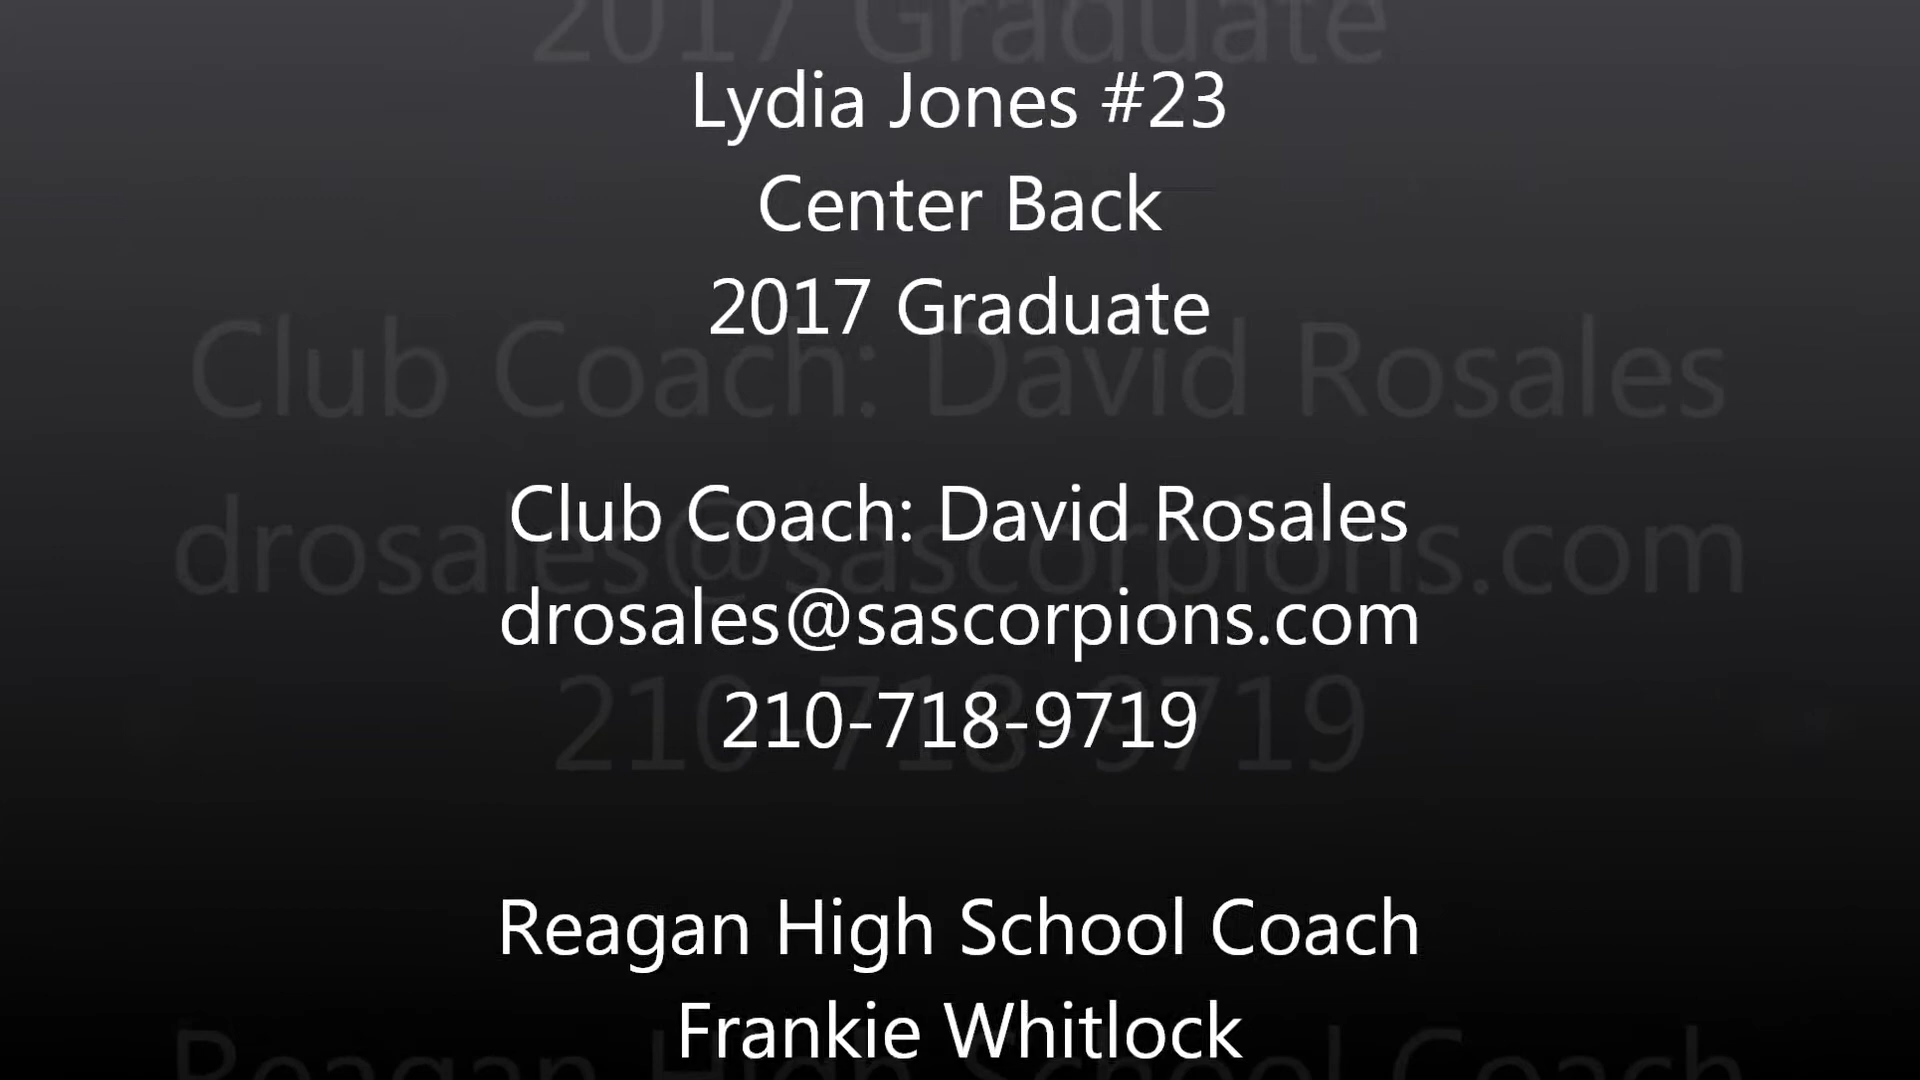 Lydia Jones #23
Center Back
2017 Graduate
Club Coach: David Rosales
drosales@sascorpions.com
210-718-9719
Reagan High School Coach
Frankie Whitlock